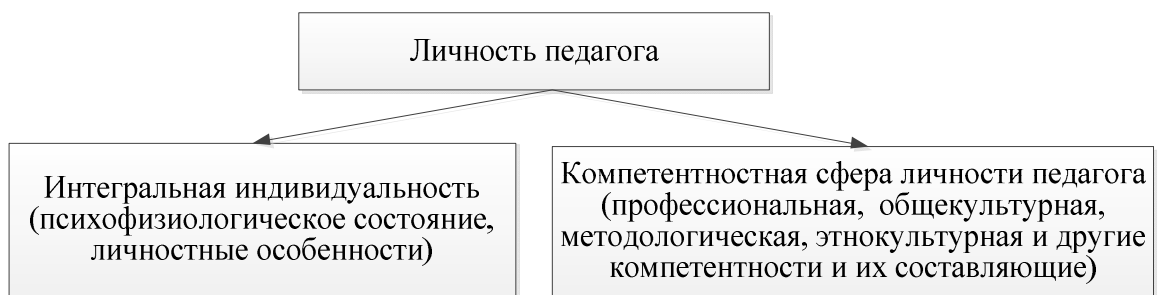 Личность педагога
Интегральная индивидуальность
(психофизиологическое состояние,
личностные особенности)
Компетентностная сфера личности педагога
(профессиональная, общекультурная,
методологическая, этнокультурная и другие
компетентности и их составляющие)